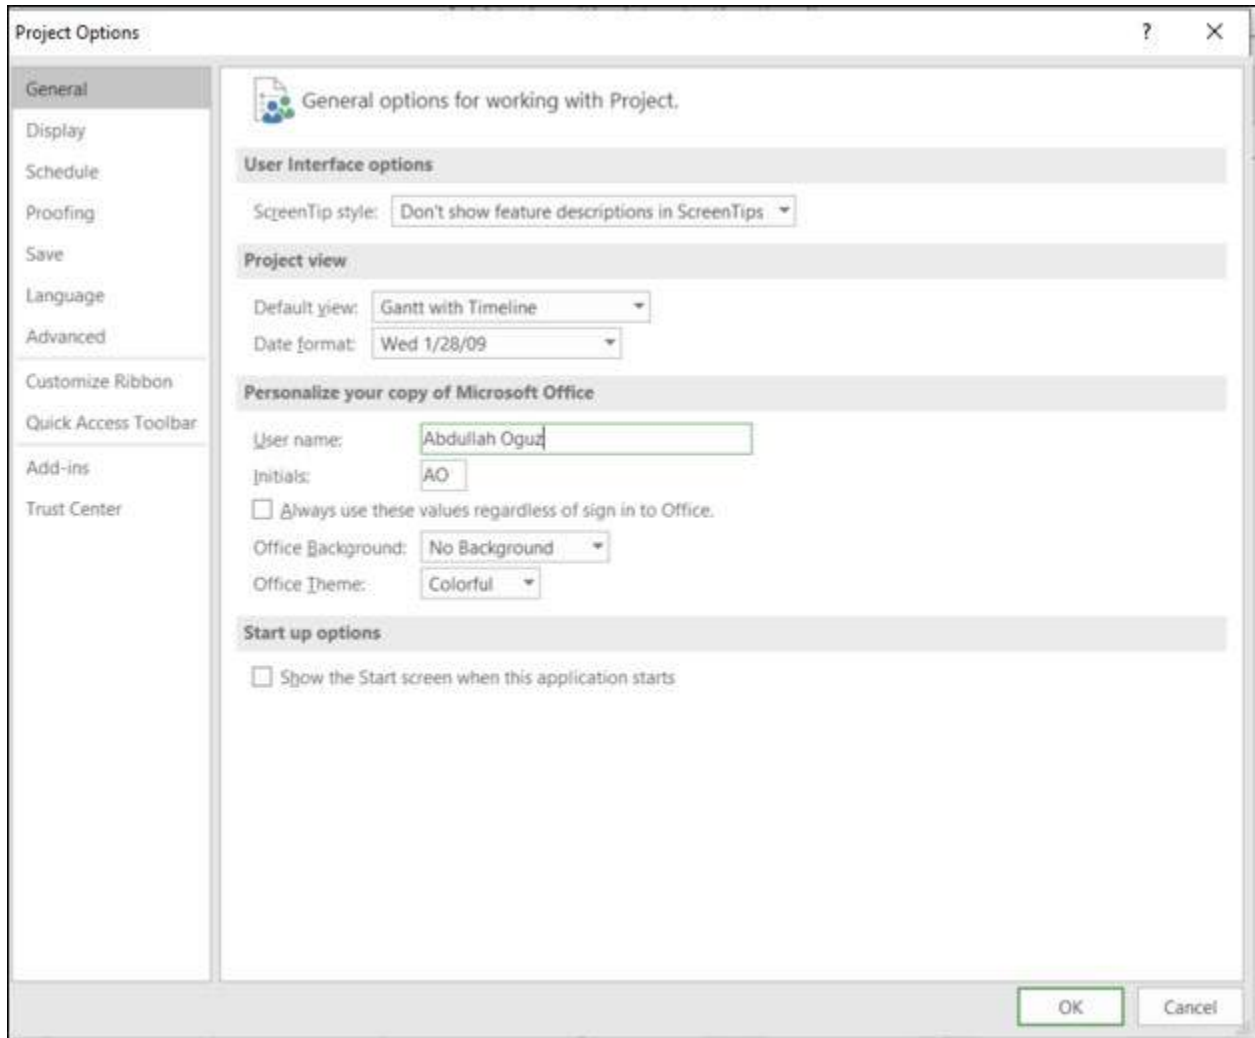 Project Options
?
General
Display
Schedule
Proofing
Save
Language
Advanced
Customize Ribbon
Quick Access Toolbar
Add-ins
Trust Center
General options for working with Project.
User Interface options
ScreenTip style: Don't show feature descriptions in ScreenTips
Project view
Default view: Gantt with Timeline
Date format: Wed 1/28/09
Personalize your copy of Microsoft Office
User name: Abdullah Oguz
Initials: AO
Always use these values regardless of sign in to Office.
Office Background: No Background
Office Theme: Colorful
Start up options
Show the Start screen when this application starts
OK Cancel